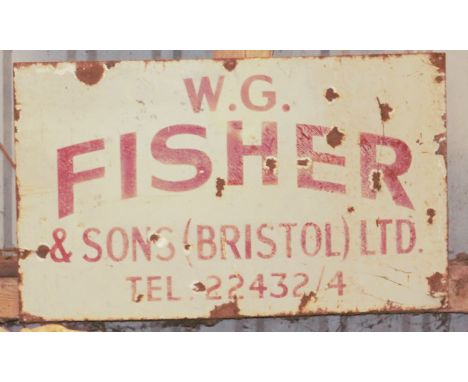 W.G.
FISHER
& SONS (BRISTOL) LTD.
TEL. 22432/4